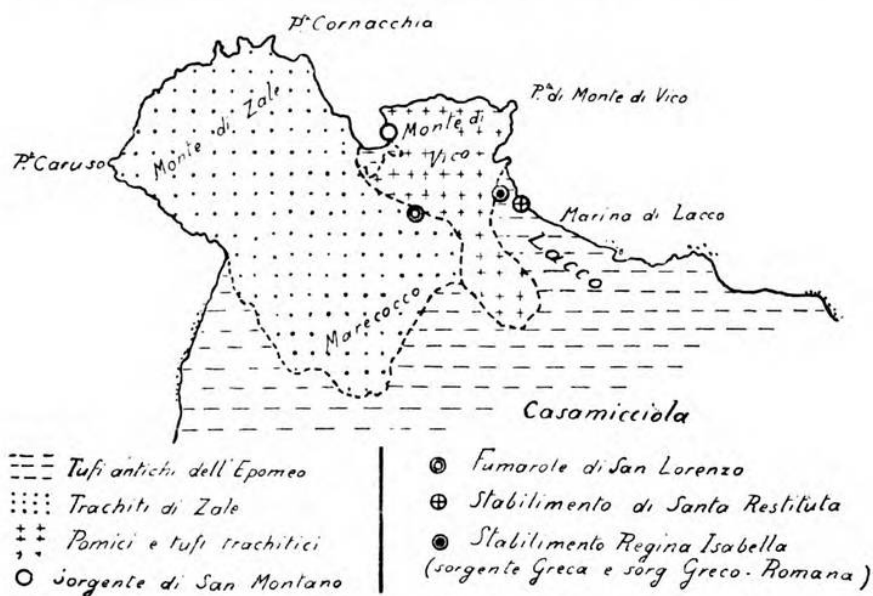 P.ta Cornacchia
P.ta di Monte di Vico
Monte di Zale
Monte di
Vico
P.ta Caruso
Marina di Lacco
Lacco
Marecocco
Casamicciola
Tufi antichi dell'Epomeo
Trachiti di Zale
Pomici e tufi trachitici
Sorgente di San Montano
Fumarole di San Lorenzo
Stabilimento di Santa Restituta
Stabilimento Regina Isabella
(sorgente Greca e sorg Greco-Romana)